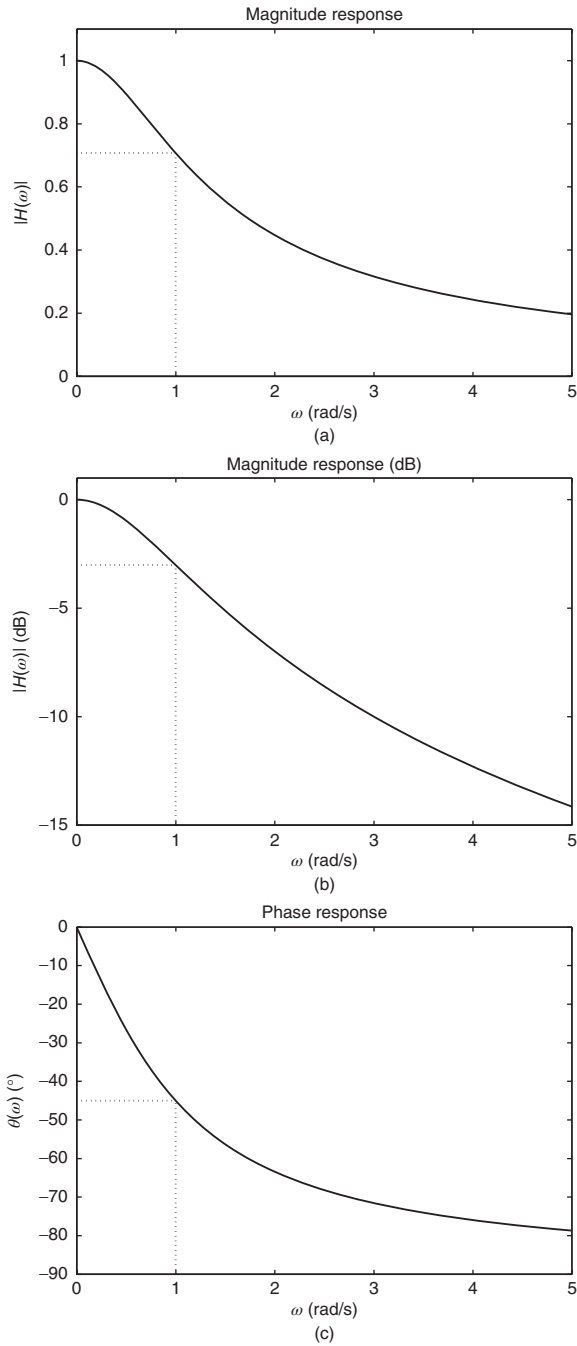 Magnitude response
1
0.8
0.6
0.4
0.2
0
|H(ω)|
0 1 2 3 4 5
ω (rad/s)
(a)
Magnitude response (dB)
0
−5
−10
−15
|H(ω)| (dB)
0 1 2 3 4 5
ω (rad/s)
(b)
Phase response
0
−10
−20
−30
−40
−50
−60
−70
−80
−90
θ(ω) (°)
0 1 2 3 4 5
ω (rad/s)
(c)